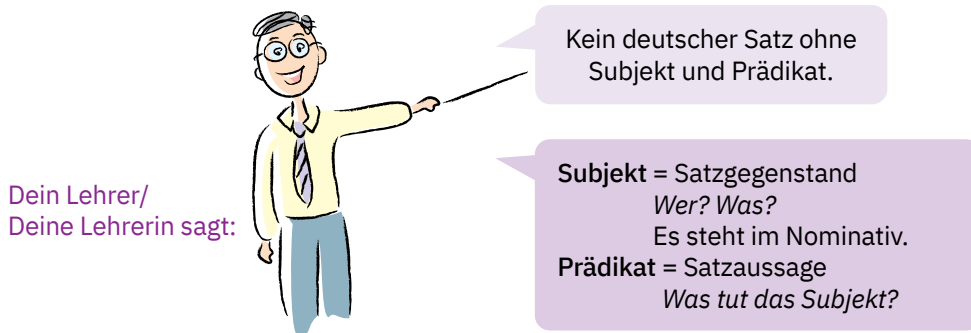 Kein deutscher Satz ohne
Subjekt und Prädikat.
Dein Lehrer/
Deine Lehrerin sagt:
Subjekt = Satzgegenstand
Wer? Was?
Es steht im Nominativ.
Prädikat = Satzaussage
Was tut das Subjekt?